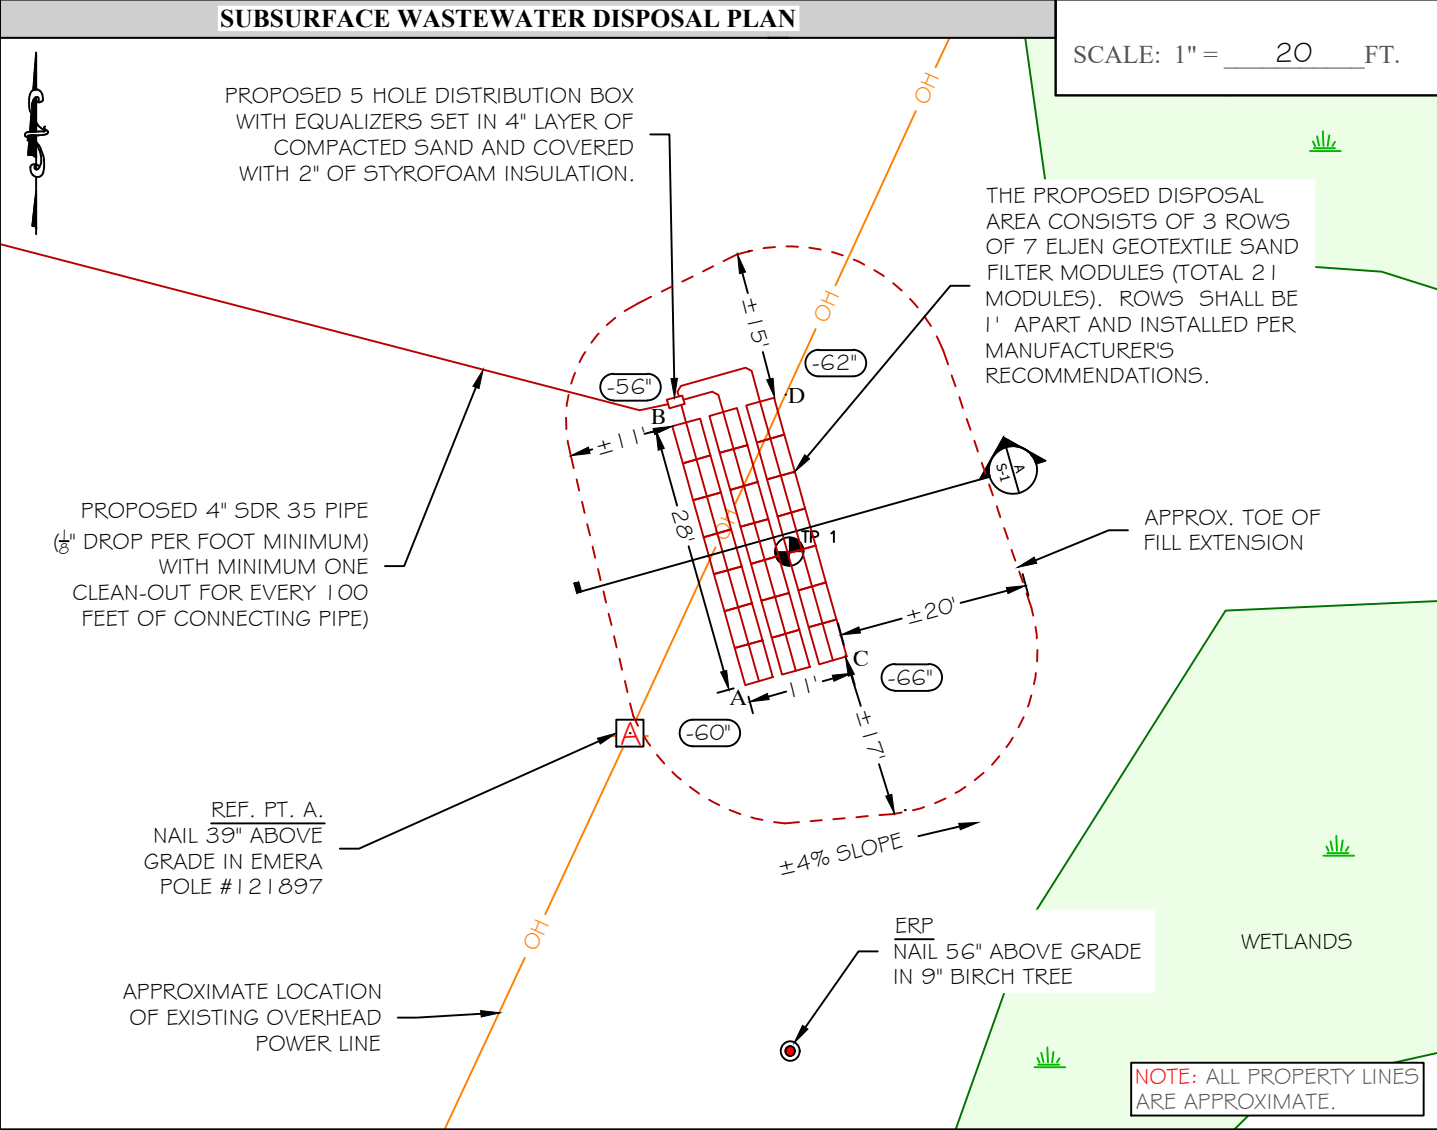 SUBSURFACE WASTEWATER DISPOSAL PLAN
SCALE: 1" = 20 FT.
PROPOSED 5 HOLE DISTRIBUTION BOX
WITH EQUALIZERS SET IN 4" LAYER OF
COMPACTED SAND AND COVERED
WITH 2" OF STYROFOAM INSULATION.
OH
THE PROPOSED DISPOSAL
AREA CONSISTS OF 3 ROWS
OF 7 ELJEN GEOTEXTILE SAND
FILTER MODULES (TOTAL 21
MODULES). ROWS SHALL BE
1' APART AND INSTALLED PER
MANUFACTURER'S
RECOMMENDATIONS.
OH
±15'
-62"
-56"
D
B
±11'
28'
OH
TP 1
A
S-1
PROPOSED 4" SDR 35 PIPE
(1/8" DROP PER FOOT MINIMUM)
WITH MINIMUM ONE
CLEAN-OUT FOR EVERY 100
FEET OF CONNECTING PIPE)
APPROX. TOE OF
FILL EXTENSION
±20'
C
-66"
11'
A
-60"
±17'
A
REF. PT. A.
NAIL 39" ABOVE
GRADE IN EMERA
POLE #121897
±4% SLOPE
OH
ERP
NAIL 56" ABOVE GRADE
IN 9" BIRCH TREE
WETLANDS
APPROXIMATE LOCATION
OF EXISTING OVERHEAD
POWER LINE
NOTE: ALL PROPERTY LINES
ARE APPROXIMATE.